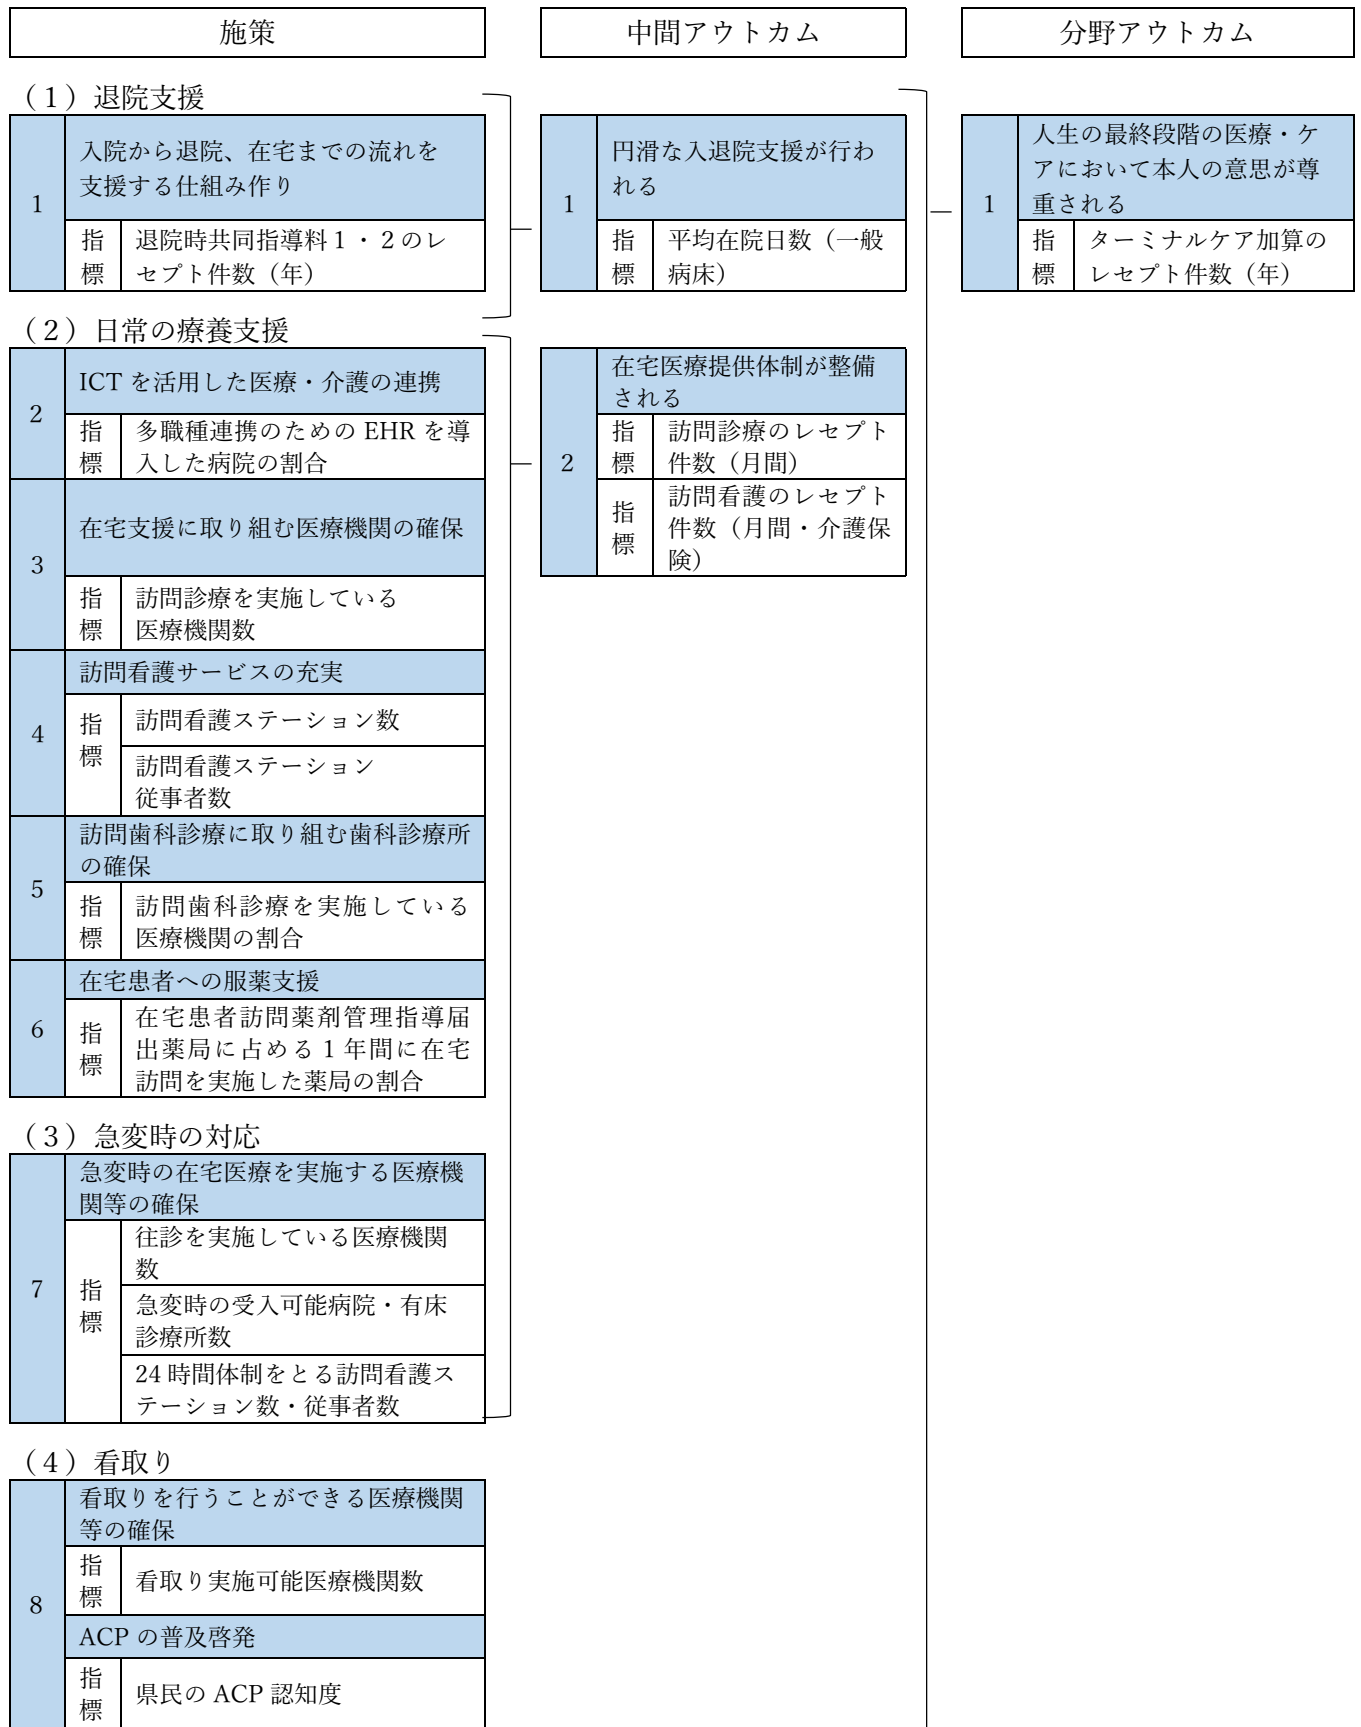 施策
中間アウトカム
分野アウトカム
（１）退院支援
1
入院から退院、在宅までの流れを
支援する仕組み作り
指
標
退院時共同指導料１・２のレ
セプト件数（年）
1
円滑な入退院支援が行わ
れる
指
標
平均在院日数（一般
病床）
1
人生の最終段階の医療・ケ
アにおいて本人の意思が尊
重される
指
標
ターミナルケア加算の
レセプト件数（年）
（２）日常の療養支援
2
ICT を活用した医療・介護の連携
指
標
多職種連携のための EHR を導
入した病院の割合
3
在宅支援に取り組む医療機関の確保
指
標
訪問診療を実施している
医療機関数
4
訪問看護サービスの充実
指
標
訪問看護ステーション数
訪問看護ステーション
従事者数
5
訪問歯科診療に取り組む歯科診療所
の確保
指
標
訪問歯科診療を実施している
医療機関の割合
6
在宅患者への服薬支援
指
標
在宅患者訪問薬剤管理指導届
出薬局に占める１年間に在宅
訪問を実施した薬局の割合
2
在宅医療提供体制が整備
される
指
標
訪問診療のレセプト
件数（月間）
指
標
訪問看護のレセプト
件数（月間・介護保
険）
（３）急変時の対応
7
急変時の在宅医療を実施する医療機
関等の確保
指
標
往診を実施している医療機関
数
急変時の受入可能病院・有床
診療所数
24 時間体制をとる訪問看護ス
テーション数・従事者数
（４）看取り
8
看取りを行うことができる医療機関
等の確保
指
標
看取り実施可能医療機関数
ACP の普及啓発
指
標
県民の ACP 認知度